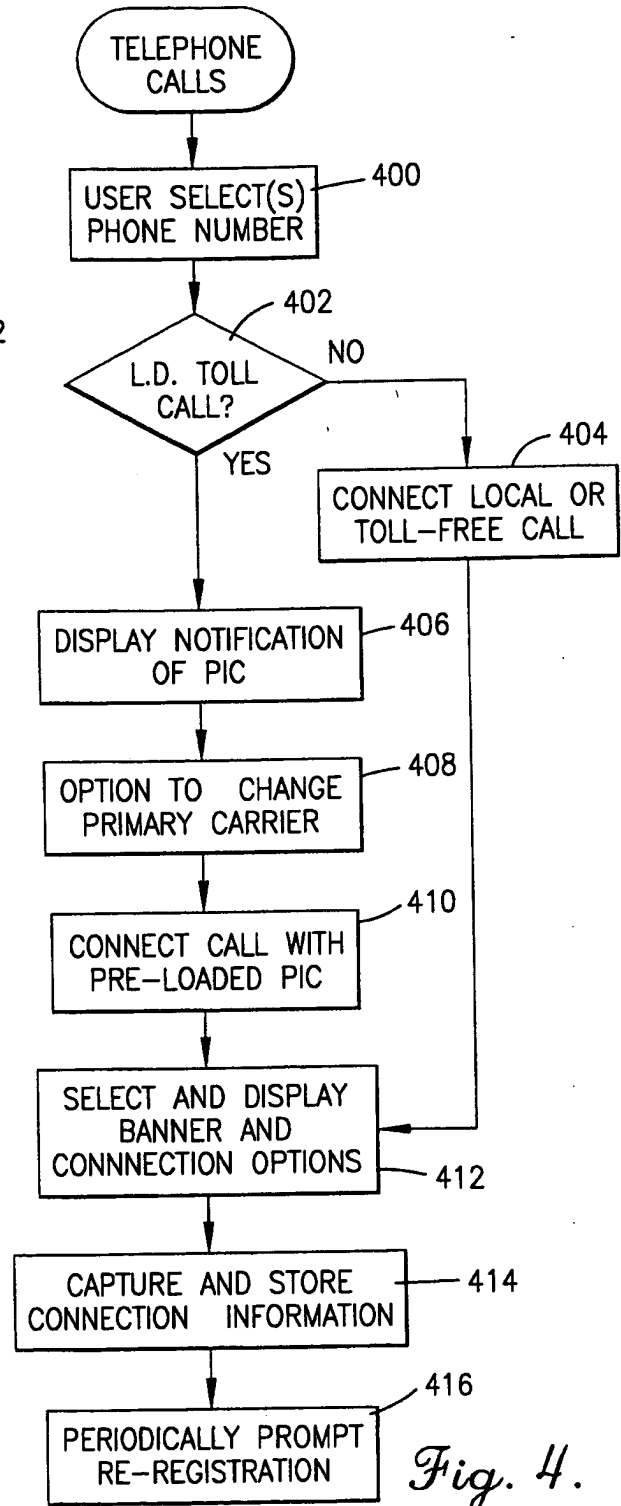 TELEPHONE
CALLS
USER SELECT(S)
PHONE NUMBER
400
2
402
L.D. TOLL
CALL?
NO
YES
404
CONNECT LOCAL OR
TOLL-FREE CALL
DISPLAY NOTIFICATION
OF PIC
406
OPTION TO CHANGE
PRIMARY CARRIER
408
CONNECT CALL WITH
PRE-LOADED PIC
410
SELECT AND DISPLAY
BANNER AND
CONNNECTION OPTIONS
412
CAPTURE AND STORE
CONNECTION INFORMATION
414
PERIODICALLY PROMPT
RE-REGISTRATION
416
Fig. 4.